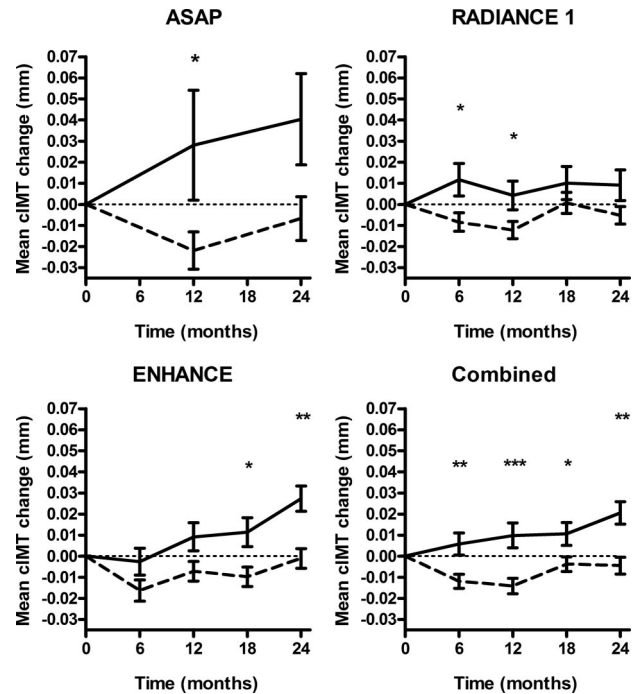 ASAP
*
Mean cIMT change (mm)
0.07
0.06
0.05
0.04
0.03
0.02
0.01
0.00
-0.01
-0.02
-0.03
0 6 12 18 24
Time (months)
RADIANCE 1
* *
Mean cIMT change (mm)
0.07
0.06
0.05
0.04
0.03
0.02
0.01
0.00
-0.01
-0.02
-0.03
0 6 12 18 24
Time (months)
ENHANCE
**
*
Mean cIMT change (mm)
0.07
0.06
0.05
0.04
0.03
0.02
0.01
0.00
-0.01
-0.02
-0.03
0 6 12 18 24
Time (months)
Combined
**
** *** *
Mean cIMT change (mm)
0.07
0.06
0.05
0.04
0.03
0.02
0.01
0.00
-0.01
-0.02
-0.03
0 6 12 18 24
Time (months)